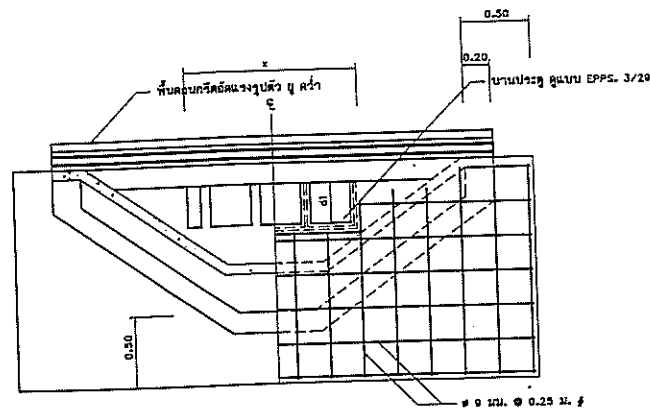 0.50
0.20
x
บานประตู ดูแบบ EPPS. 3/29
พื้นคอนกรีตอัดแรงรูปตัว ยู คว่ำ
d1
0.50
ø 9 มม. @ 0.25 ม. #